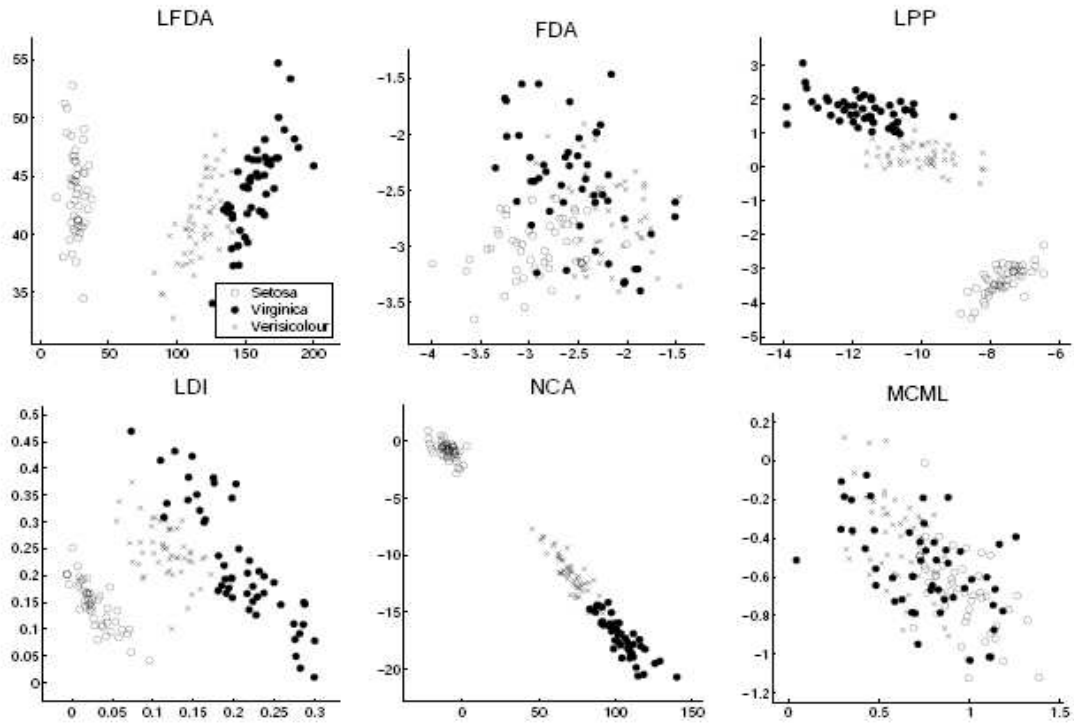 LFDA
FDA
LPP
55
50
45
40
35
0 50 100 150 200
Setosa
Virginica
Verisicolour
−1.5
−2
−2.5
−3
−3.5
−4 −3.5 −3 −2.5 −2 −1.5
3
2
1
0
−1
−2
−3
−4
−5
−14 −12 −10 −8 −6
LDI
NCA
MCML
0.5
0.45
0.4
0.35
0.3
0.25
0.2
0.15
0.1
0.05
0
0 0.05 0.1 0.15 0.2 0.25 0.3
0
−5
−10
−15
−20
0 50 100 150
0.2
0
−0.2
−0.4
−0.6
−0.8
−1
−1.2
0 0.5 1 1.5